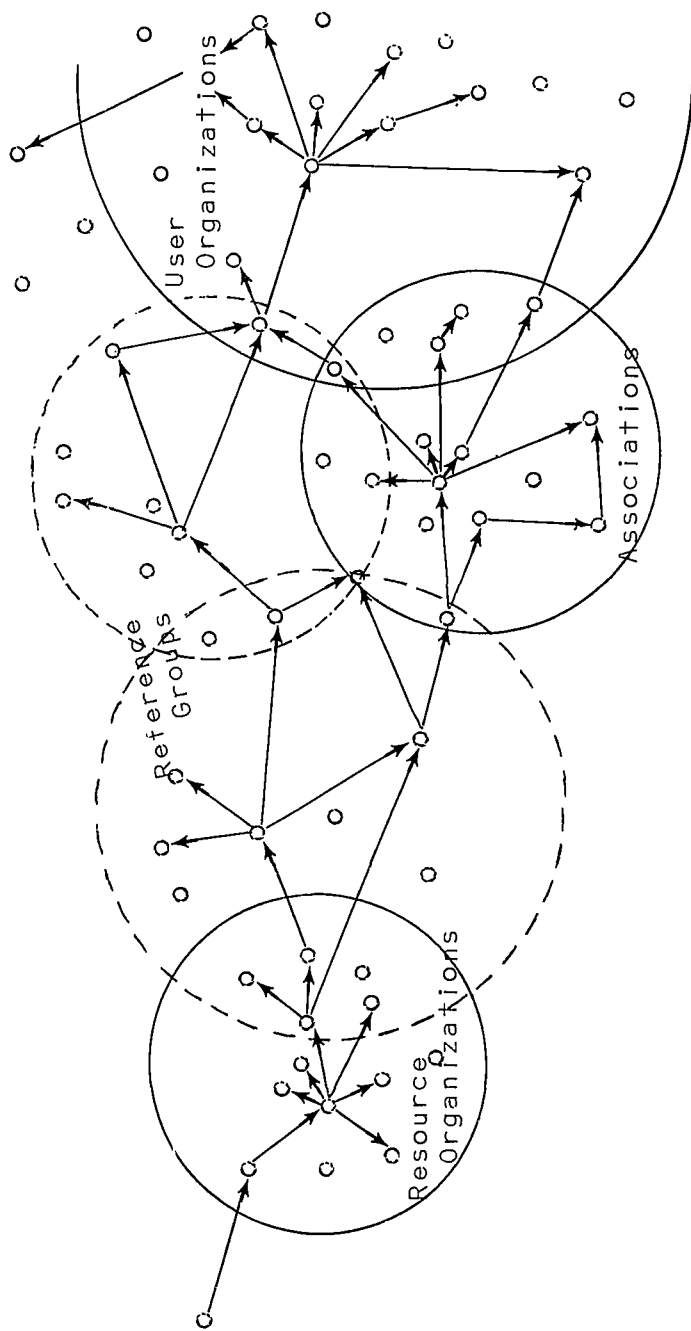 Resource
Organizations
Reference
Groups
Associations
User
Organizations